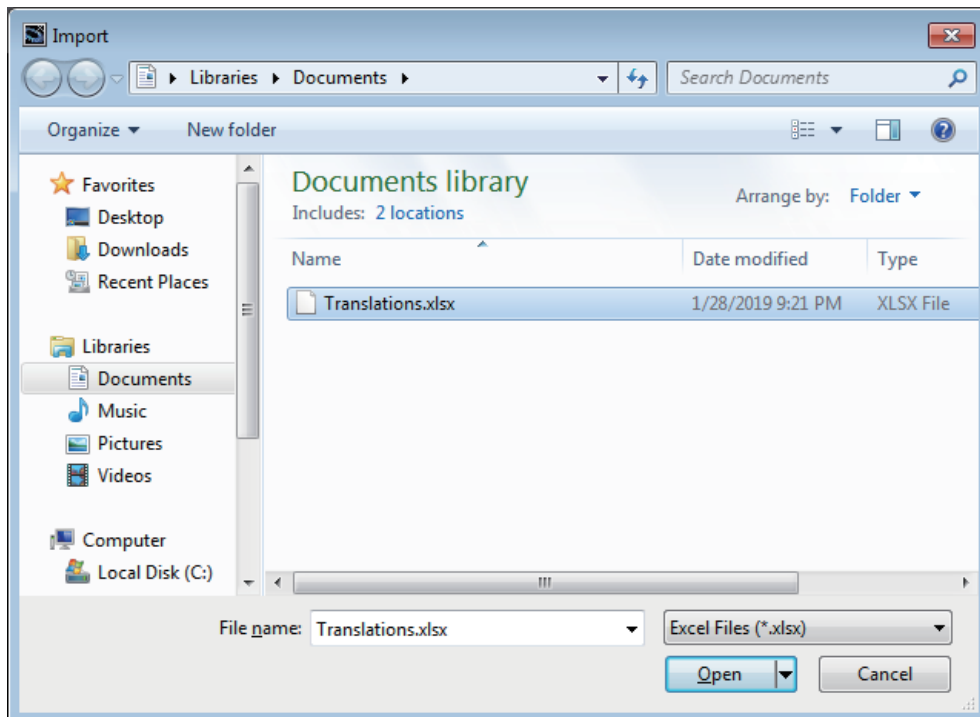 Import
Libraries Documents
Search Documents
Organize New folder
Favorites
Desktop
Downloads
Recent Places
Libraries
Documents
Music
Pictures
Videos
Computer
Local Disk (C:)
Documents library
Includes: 2 locations
Arrange by: Folder
Name Date modified Type
Translations.xlsx 1/28/2019 9:21 PM XLSX File
File name: Translations.xlsx Excel Files (*.xlsx)
Open Cancel